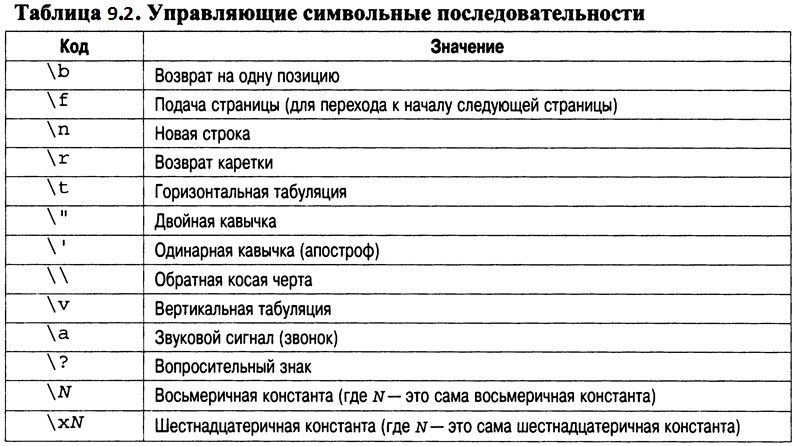 Таблица 9.2. Управляющие символьные последовательности
Код Значение
\b Возврат на одну позицию
\f Подача страницы (для перехода к началу следующей страницы)
\n Новая строка
\r Возврат каретки
\t Горизонтальная табуляция
\" Двойная кавычка
\' Одинарная кавычка (апостроф)
\\ Обратная косая черта
\v Вертикальная табуляция
\a Звуковой сигнал (звонок)
\? Вопросительный знак
\N Восьмеричная константа (где N — это сама восьмеричная константа)
\xN Шестнадцатеричная константа (где N — это сама шестнадцатеричная константа)